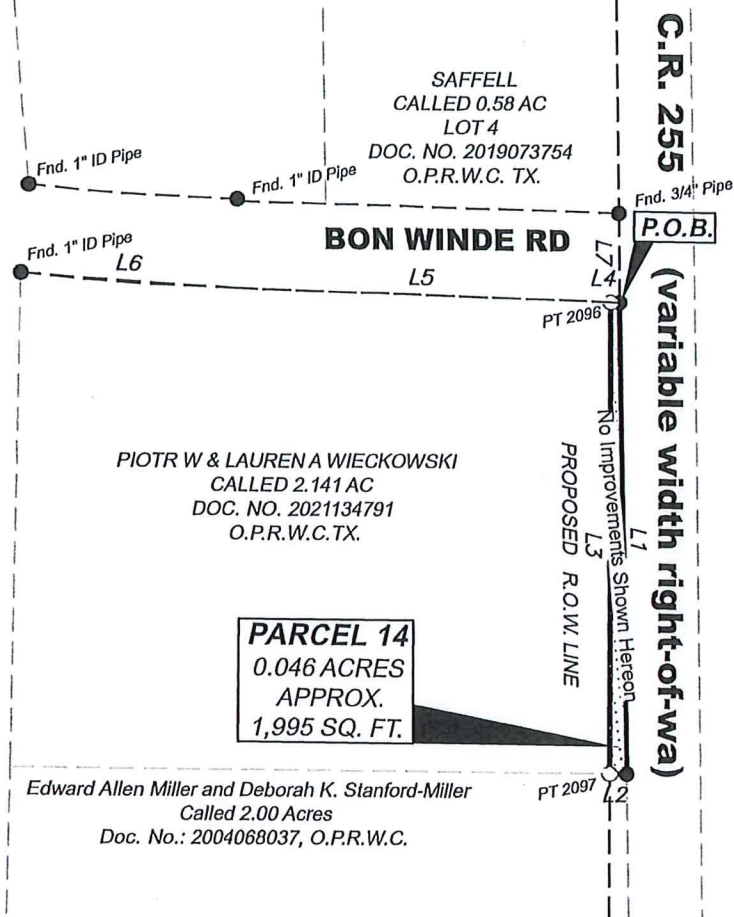 C.R. 255 (variable width right-of-wa)
SAFFELL
CALLED 0.58 AC
LOT 4
DOC. NO. 2019073754
O.P.R.W.C. TX.
Fnd. 1" ID Pipe
Fnd. 1" ID Pipe
Fnd. 3/4" Pipe
P.O.B.
BON WINDE RD
Fnd. 1" ID Pipe
L6
L5
L7
L4
PT 2096
PIOTR W & LAUREN A WIECKOWSKI
CALLED 2.141 AC
DOC. NO. 2021134791
O.P.R.W.C.TX.
No Improvements Shown Hereon
L1
L3
PROPOSED R.O.W. LINE
PARCEL 14
0.046 ACRES
APPROX.
1,995 SQ. FT.
PT 2097
L2
Edward Allen Miller and Deborah K. Stanford-Miller
Called 2.00 Acres
Doc. No.: 2004068037, O.P.R.W.C.